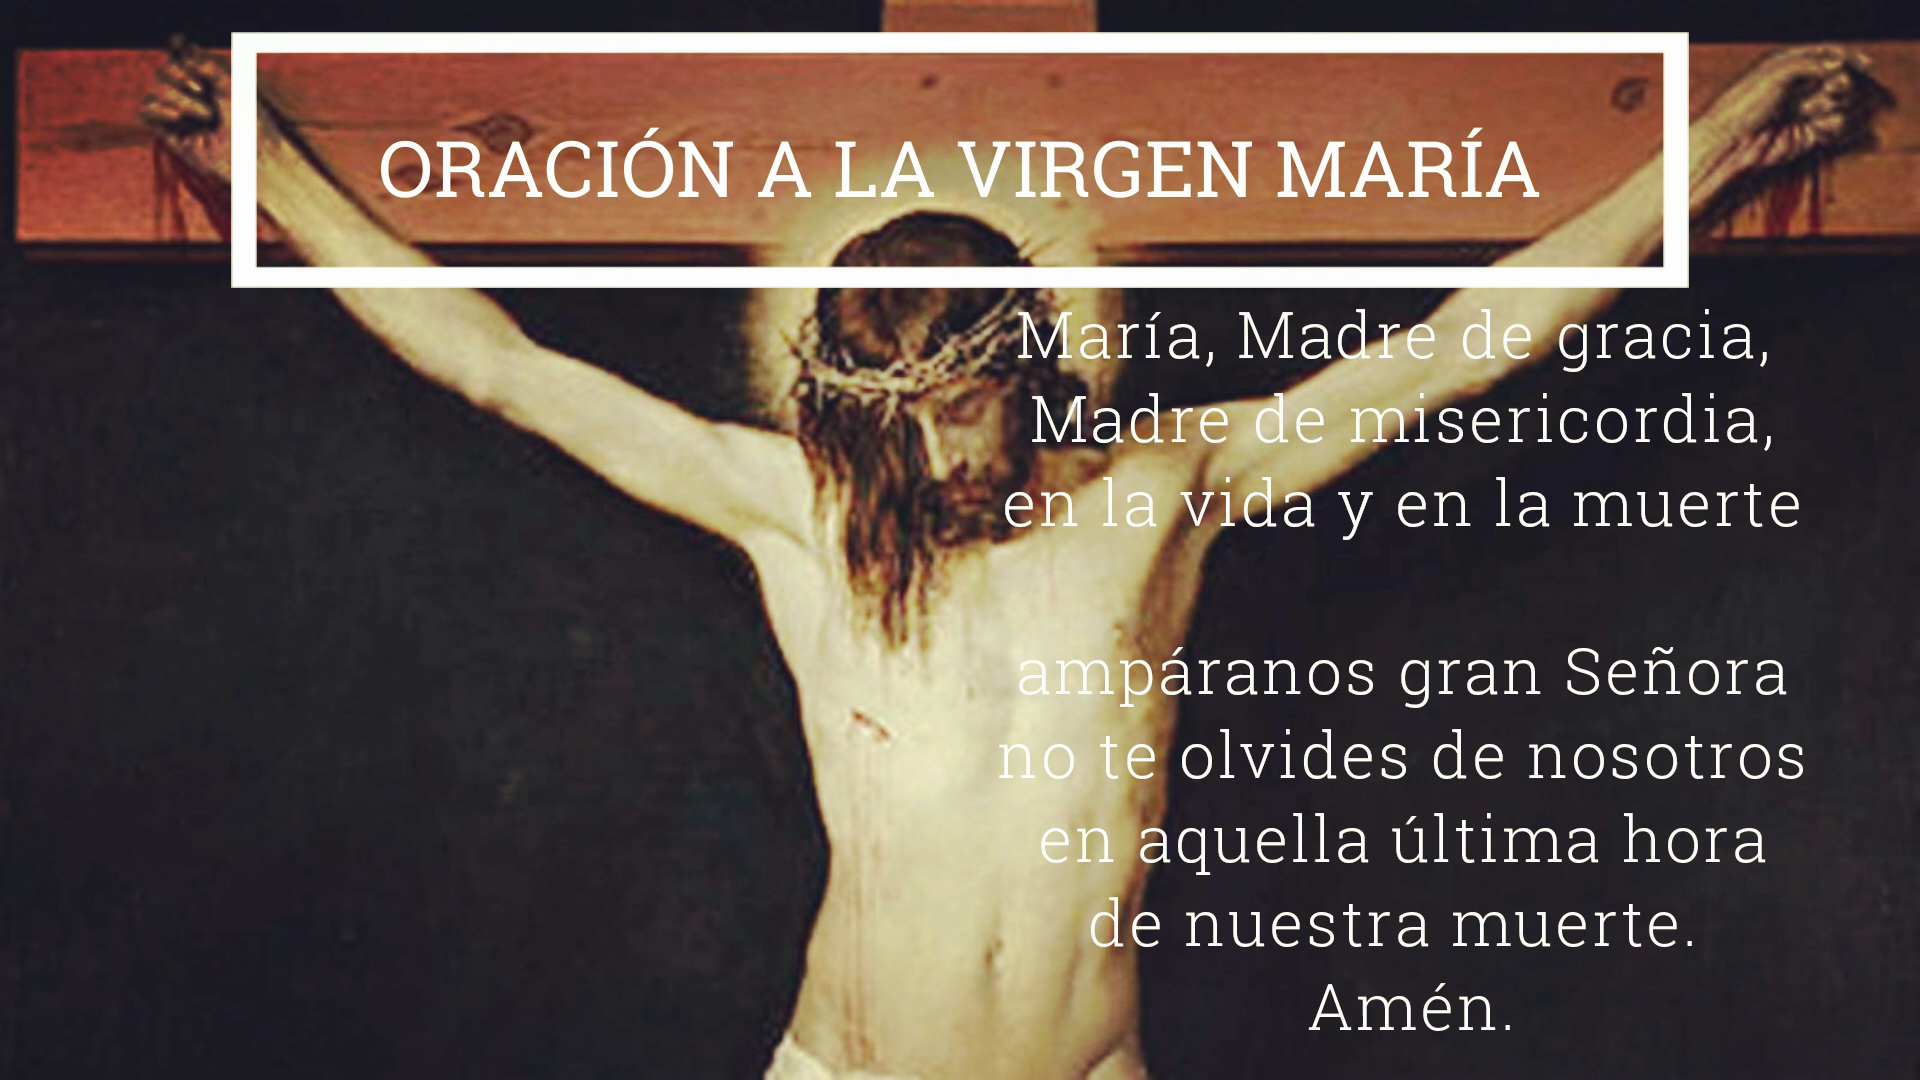 ORACIÓN A LA VIRGEN MARÍA
María, Madre de gracia,
Madre de misericordia,
en la vida y en la muerte
ampáranos gran Señora
no te olvides de nosotros
en aquella última hora
de nuestra muerte.
Amén.